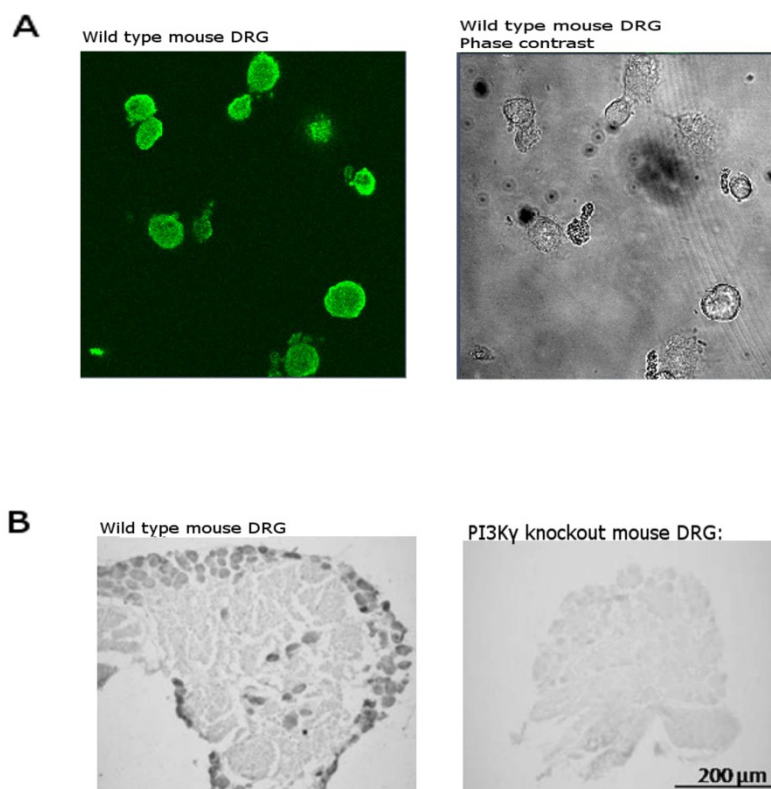 A
Wild type mouse DRG
Wild type mouse DRG
Phase contrast
B
Wild type mouse DRG
PI3Kγ knockout mouse DRG:
200 µm